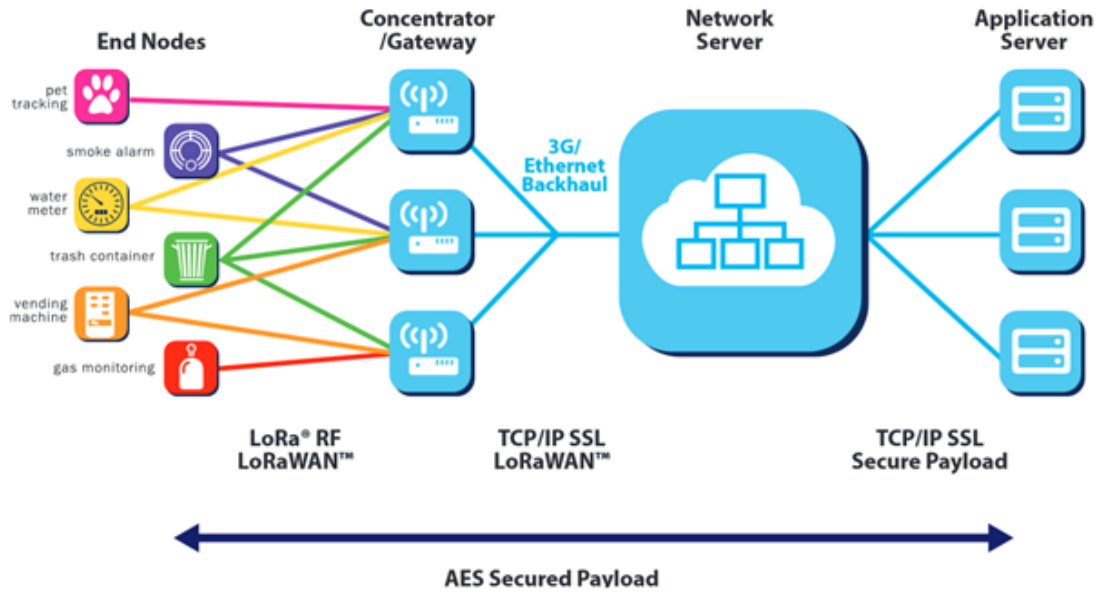 End Nodes
Concentrator
/Gateway
Network
Server
Application
Server
pet
tracking
smoke alarm
water
meter
trash container
vending
machine
gas monitoring
3G/
Ethernet
Backhaul
LoRa® RF
LoRaWAN™
TCP/IP SSL
LoRaWAN™
TCP/IP SSL
Secure Payload
AES Secured Payload